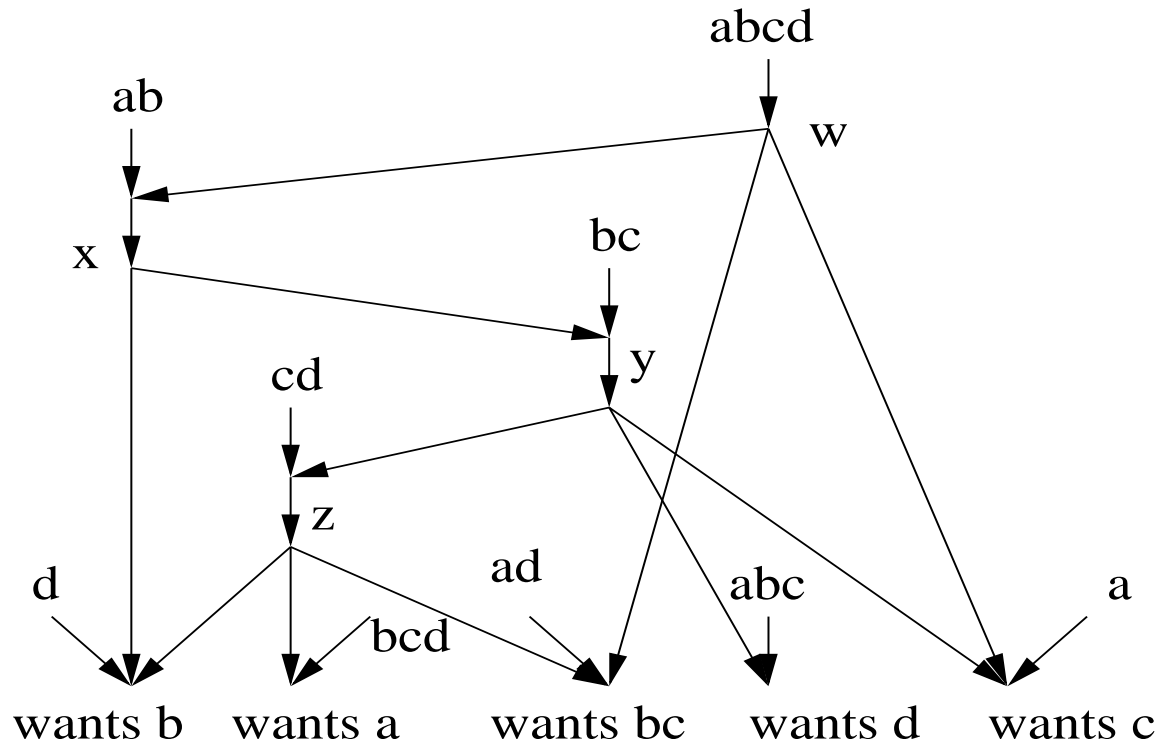 abcd
ab
w
bc
x
y
cd
z
ad
d
abc
a
bcd
wants b
wants a
wants bc
wants d
wants c